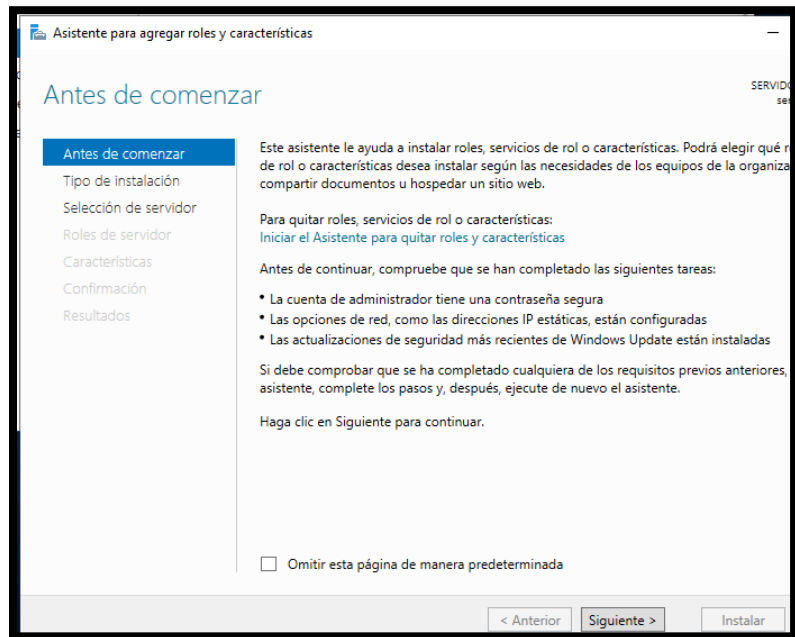 Asistente para agregar roles y características
Antes de comenzar
SERVIDO
ser
Antes de comenzar
Tipo de instalación
Selección de servidor
Roles de servidor
Características
Confirmación
Resultados
Este asistente le ayuda a instalar roles, servicios de rol o características. Podrá elegir qué
de rol o características desea instalar según las necesidades de los equipos de la organiza
compartir documentos u hospedar un sitio web.
Para quitar roles, servicios de rol o características:
Iniciar el Asistente para quitar roles y características
Antes de continuar, compruebe que se han completado las siguientes tareas:
• La cuenta de administrador tiene una contraseña segura
• Las opciones de red, como las direcciones IP estáticas, están configuradas
• Las actualizaciones de seguridad más recientes de Windows Update están instaladas
Si debe comprobar que se ha completado cualquiera de los requisitos previos anteriores,
asistente, complete los pasos y, después, ejecute de nuevo el asistente.
Haga clic en Siguiente para continuar.
Omitir esta página de manera predeterminada
< Anterior Siguiente > Instalar